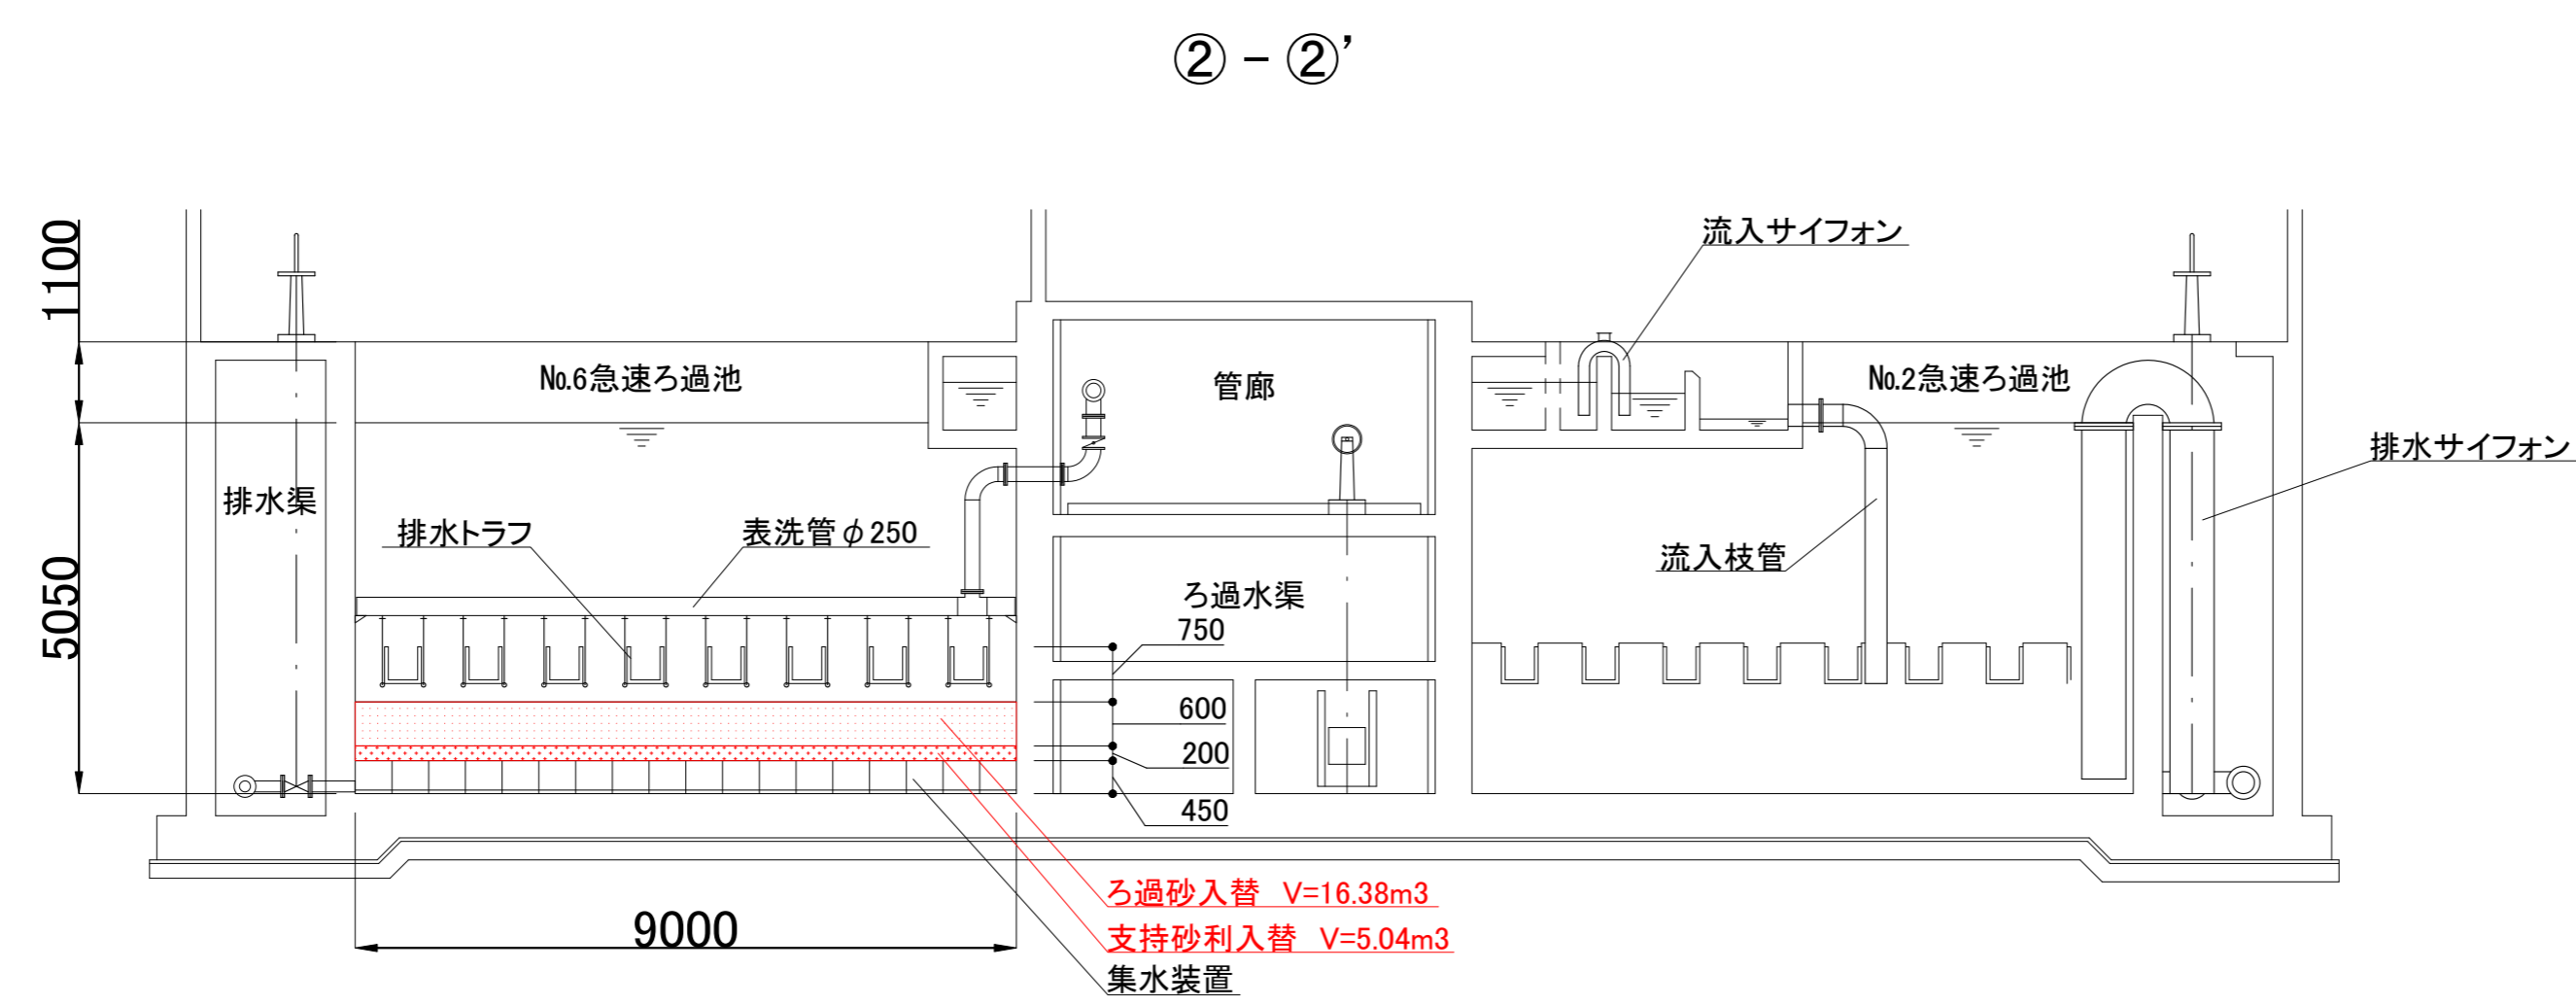 ② - ②'
1100
5050
流入サイフォン
No.6急速ろ過池
管廊
No.2急速ろ過池
排水サイフォン
排水渠
排水トラフ
表洗管φ250
流入枝管
ろ過水渠
750
600
200
450
ろ過砂入替 V=16.38m3
支持砂利入替 V=5.04m3
集水装置
9000